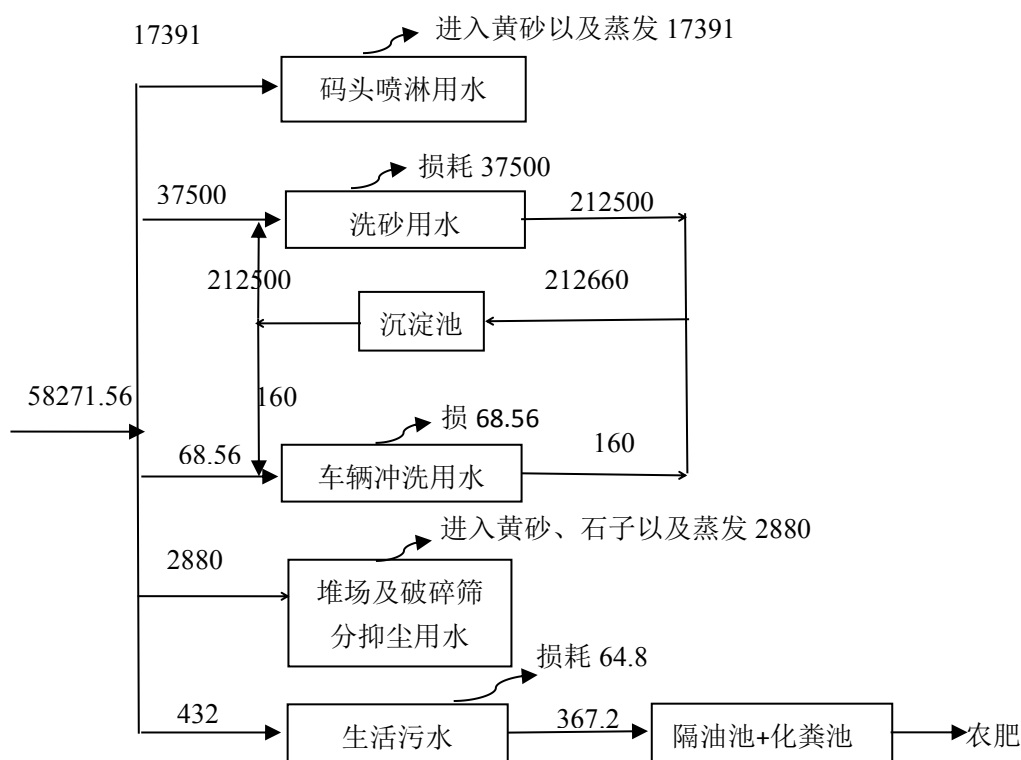 17391
进入黄砂以及蒸发 17391
码头喷淋用水
损耗 37500
37500
洗砂用水
212500
212500
沉淀池
212660
58271.56
160
损 68.56
68.56
车辆冲洗用水
160
进入黄砂、石子以及蒸发 2880
2880
堆场及破碎筛
分抑尘用水
损耗 64.8
432
生活污水
367.2
隔油池+化粪池
农肥